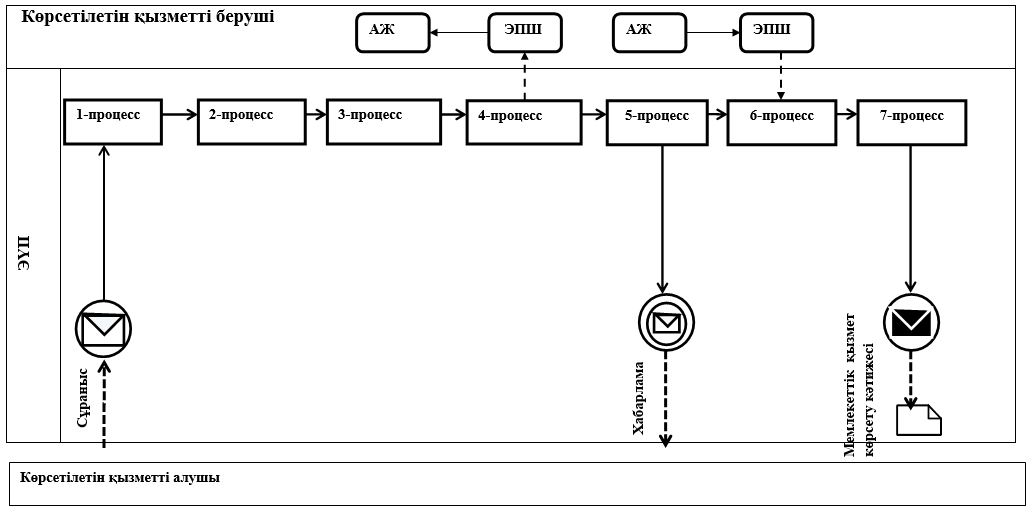 Көрсетілетін қызметті беруші
АЖ
ЭПШ
АЖ
ЭПШ
ЭҮП
1-процесс
2-процесс
3-процесс
4-процесс
5-процесс
6-процесс
7-процесс
Сұраныс
Хабарлама
Мемлекеттік қызмет
көрсету кәтижесі
Көрсетілетін қызметті алушы